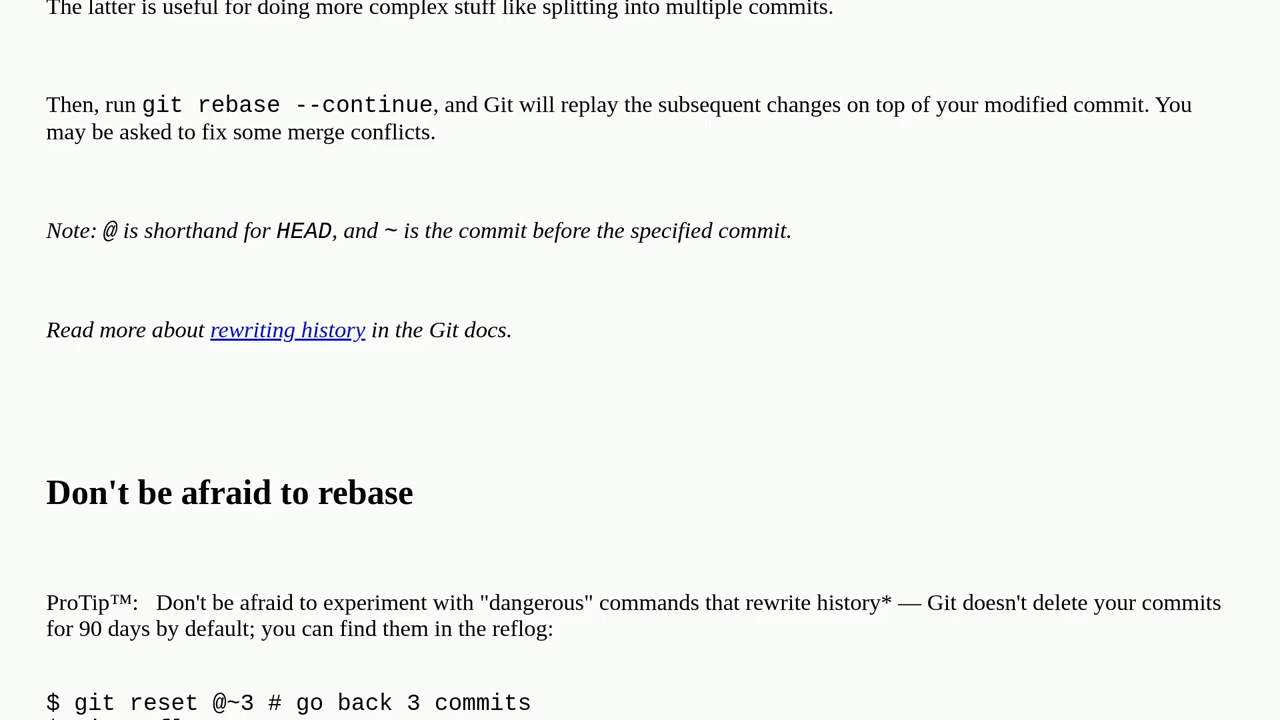 The latter is useful for doing more complex stuff like splitting into multiple commits.
Then, run git rebase --continue, and Git will replay the subsequent changes on top of your modified commit. You
may be asked to fix some merge conflicts.
Note: @ is shorthand for HEAD, and ~ is the commit before the specified commit.
Read more about rewriting history in the Git docs.
Don't be afraid to rebase
ProTip™:   Don't be afraid to experiment with "dangerous" commands that rewrite history* — Git doesn't delete your commits
for 90 days by default; you can find them in the reflog:
$ git reset @~3 # go back 3 commits